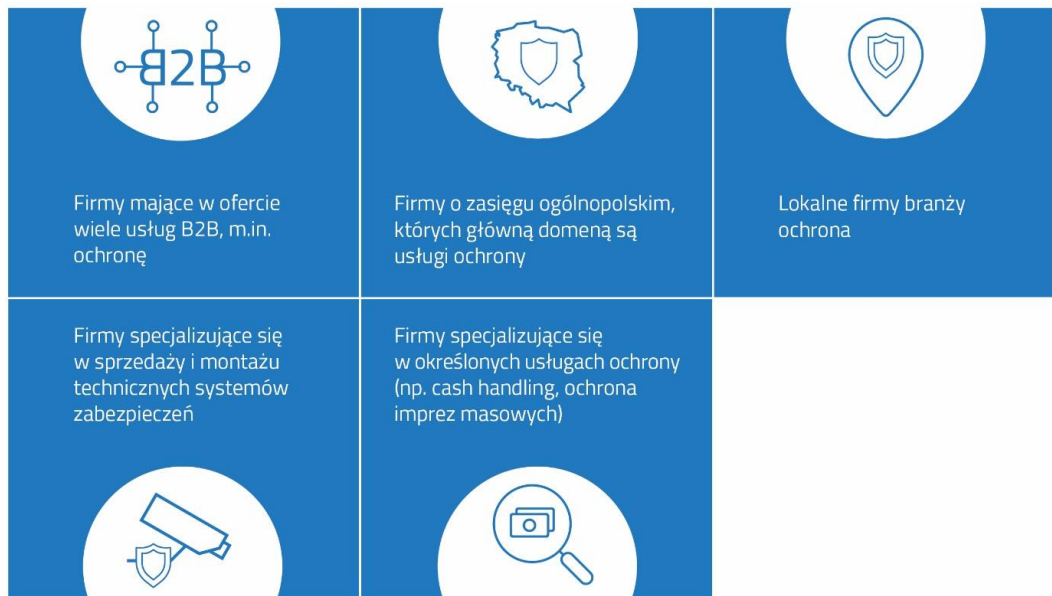 B2B
Firmy mające w ofercie
wiele usług B2B, m.in.
ochronę
Firmy o zasięgu ogólnopolskim,
których główną domeną są
usługi ochrony
Lokalne firmy branży
ochrona
Firmy specjalizujące się
w sprzedaży i montażu
technicznych systemów
zabezpieczeń
Firmy specjalizujące się
w określonych usługach ochrony
(np. cash handling, ochrona
imprez masowych)